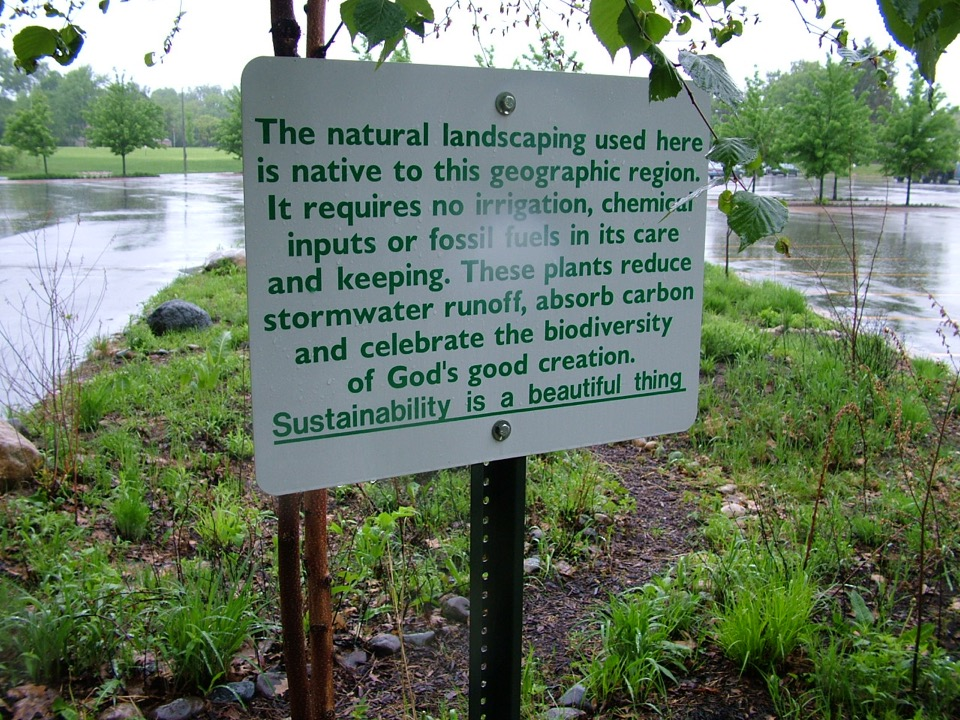 The natural landscaping used here
is native to this geographic region.
It requires no irrigation, chemical
inputs or fossil fuels in its care
and keeping. These plants reduce
stormwater runoff, absorb carbon
and celebrate the biodiversity
of God's good creation.
Sustainability is a beautiful thing